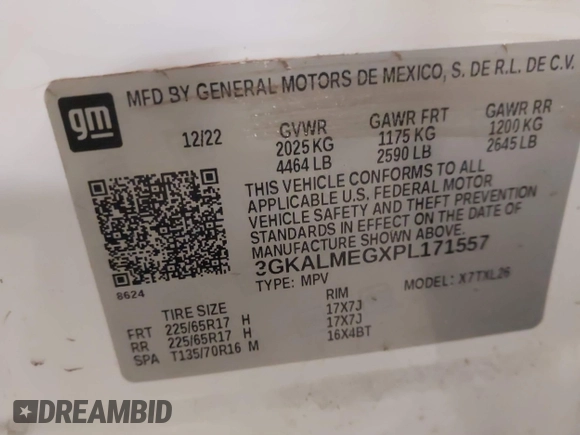 gm
MFD BY GENERAL MOTORS DE MEXICO, S. DE R.L. DE C.V.
12/22 GVWR GAWR FRT GAWR RR
2025 KG 1175 KG 1200 KG
4464 LB 2590 LB 2645 LB
THIS VEHICLE CONFORMS TO ALL
APPLICABLE U.S. FEDERAL MOTOR
VEHICLE SAFETY AND THEFT PREVENTION
STANDARDS IN EFFECT ON THE DATE OF
MANUFACTURE SHOWN ABOVE.
3GKALMEGXPL171557
TYPE: MPV MODEL: X7TXL26
8624
TIRE SIZE RIM
FRT 225/65R17 H 17X7J
RR 225/65R17 H 17X7J
SPA T135/70R16 M 16X4BT
DREAMBID